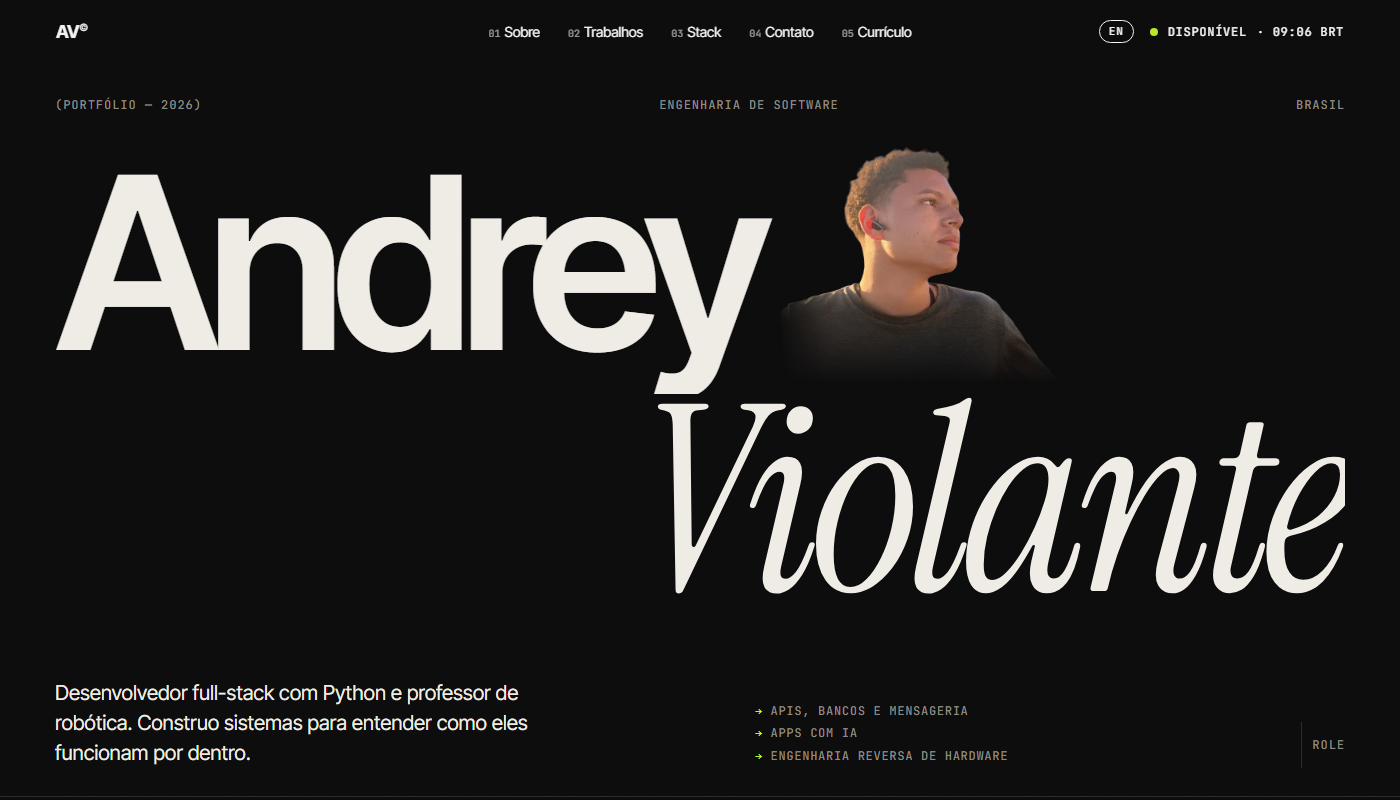 AV©
01 Sobre 02 Trabalhos 03 Stack 04 Contato 05 Currículo
EN
DISPONÍVEL · 09:06 BRT
(PORTFÓLIO — 2026)
ENGENHARIA DE SOFTWARE
BRASIL
Andrey
Violante
Desenvolvedor full-stack com Python e professor de
robótica. Construo sistemas para entender como eles
funcionam por dentro.
→ APIS, BANCOS E MENSAGERIA
→ APPS COM IA
→ ENGENHARIA REVERSA DE HARDWARE
ROLE